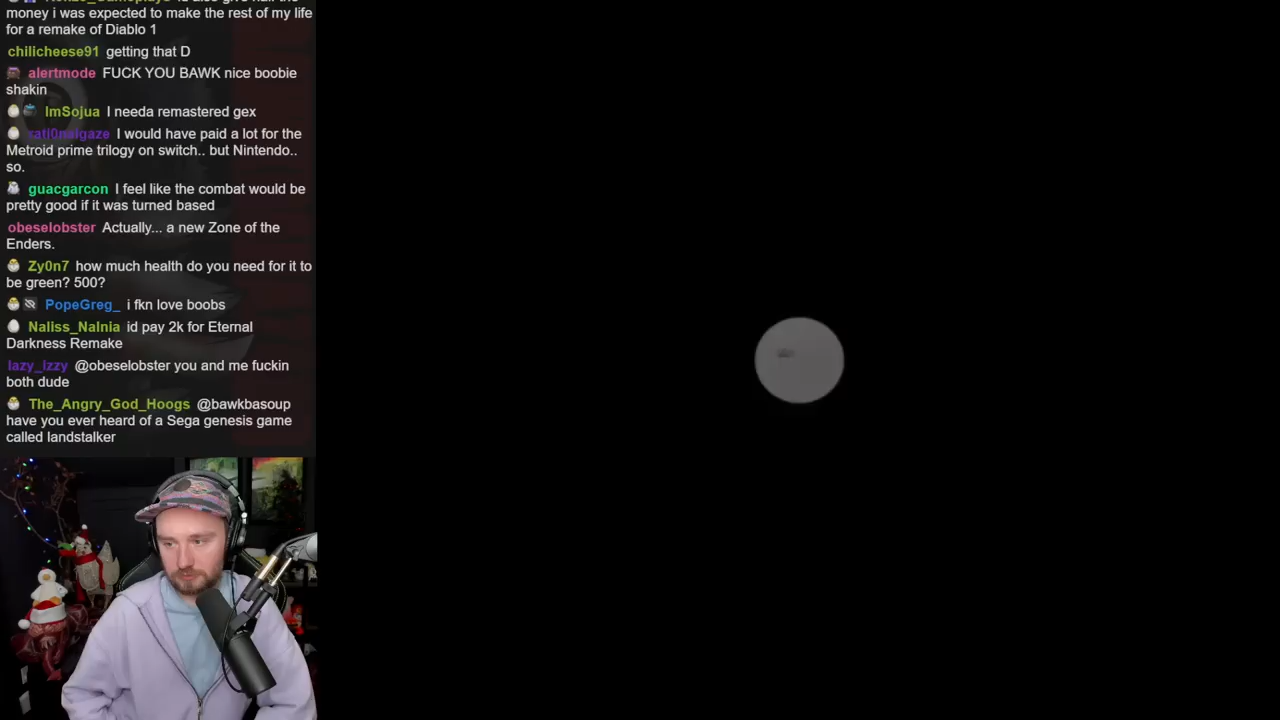 money i was expected to make the rest of my life
for a remake of Diablo 1
chilicheese91 getting that D
alertmode FUCK YOU BAWK nice boobie
shakin
ImSojua I needa remastered gex
rati0nalgaze I would have paid a lot for the
Metroid prime trilogy on switch.. but Nintendo..
so.
guacgarcon I feel like the combat would be
pretty good if it was turned based
obeselobster Actually... a new Zone of the
Enders.
Zy0n7 how much health do you need for it to
be green? 500?
PopeGreg_ i fkn love boobs
Naliss_Nalnia id pay 2k for Eternal
Darkness Remake
lazy_izzy @obeselobster you and me fuckin
both dude
The_Angry_God_Hoogs @bawkbasoup
have you ever heard of a Sega genesis game
called landstalker